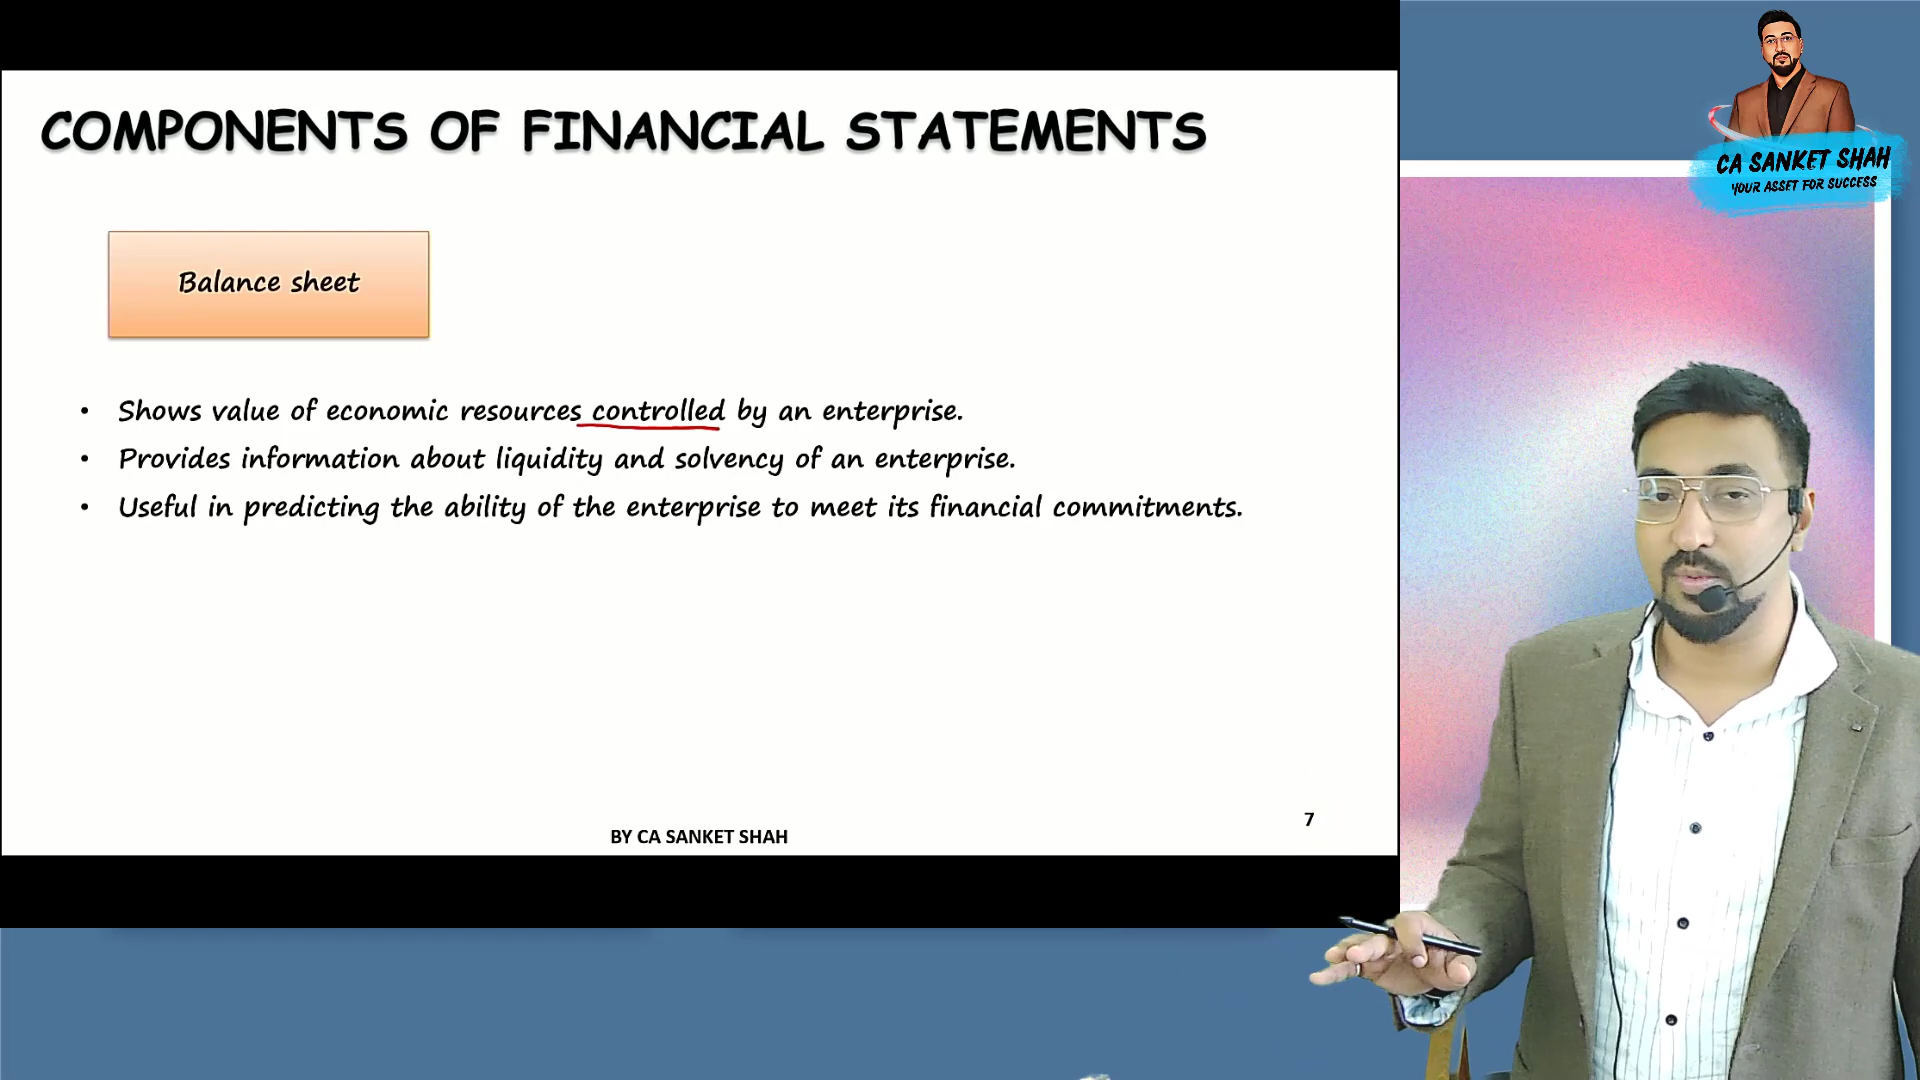 COMPONENTS OF FINANCIAL STATEMENTS
CA SANKET SHAH
YOUR ASSET FOR SUCCESS
Balance sheet
• Shows value of economic resources controlled by an enterprise.
• Provides information about liquidity and solvency of an enterprise.
• Useful in predicting the ability of the enterprise to meet its financial commitments.
7
BY CA SANKET SHAH